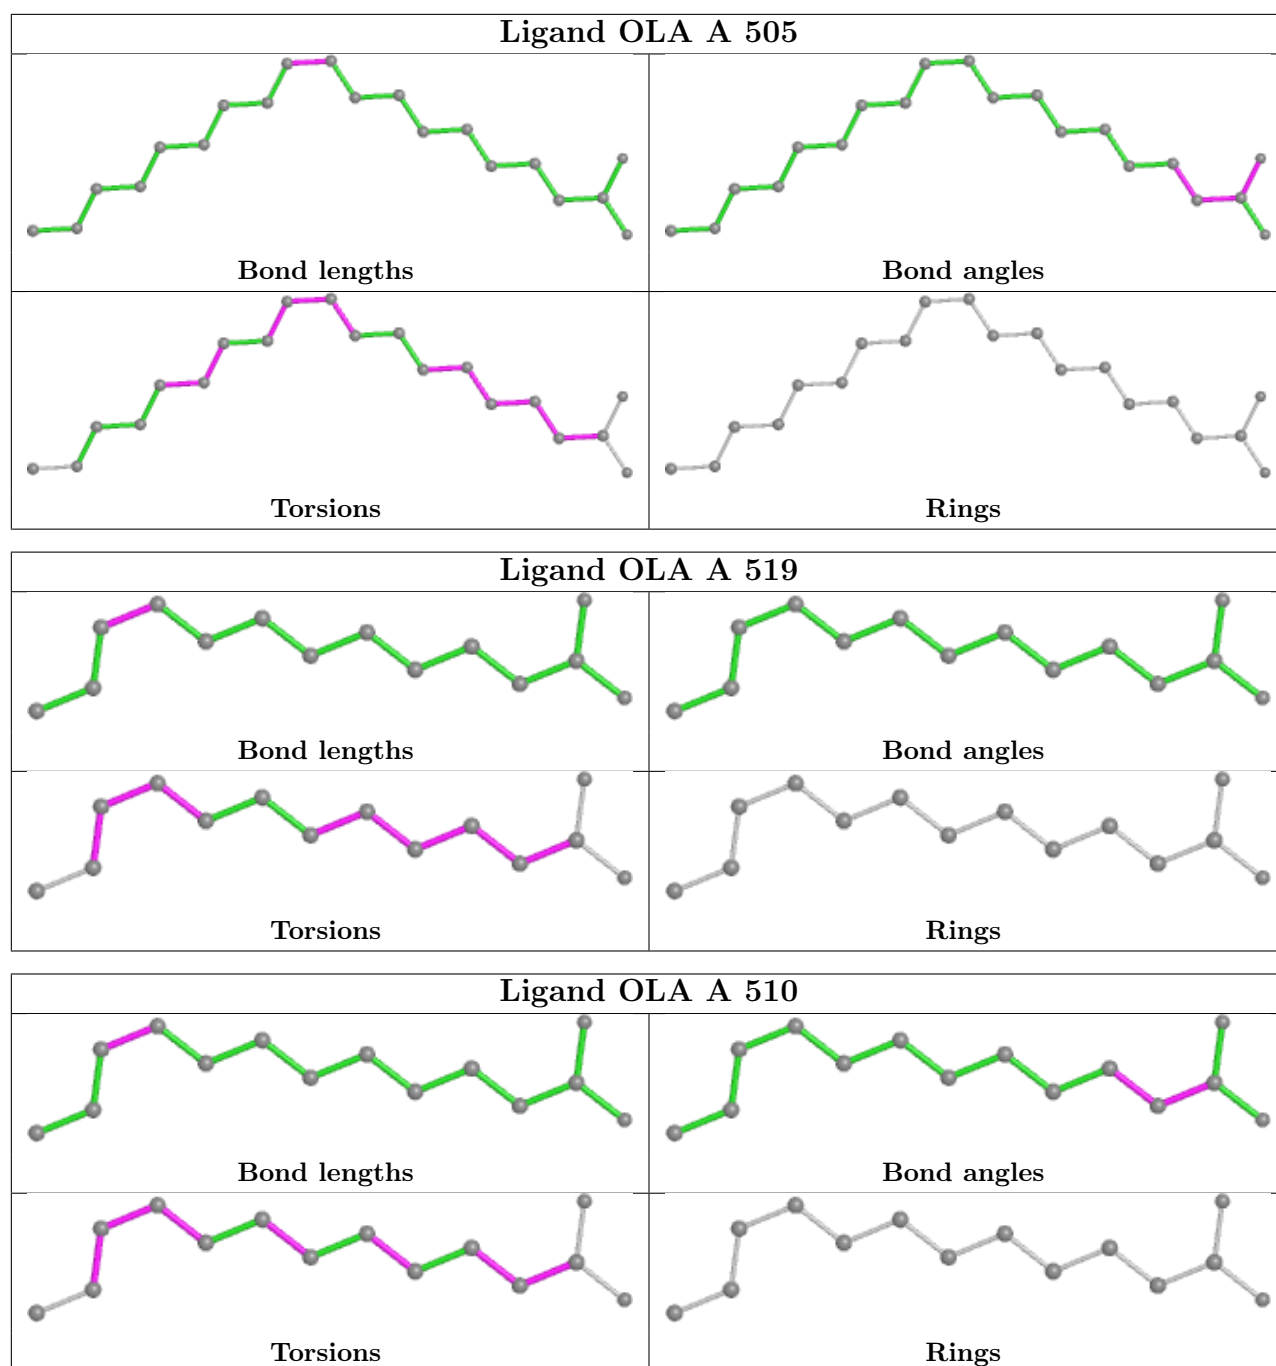 Ligand OLA A 505
Bond lengths
Bond angles
Torsions
Rings
Ligand OLA A 519
Bond lengths
Bond angles
Torsions
Rings
Ligand OLA A 510
Bond lengths
Bond angles
Torsions
Rings